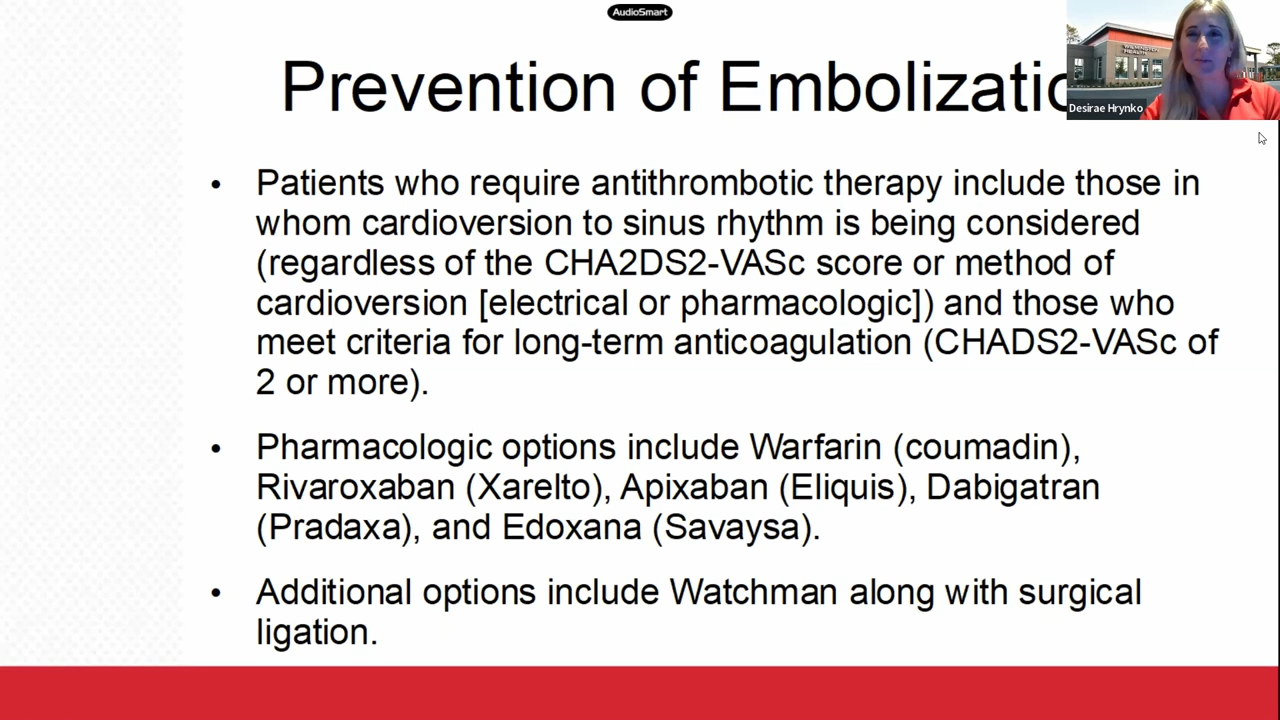 AudioSmart
Prevention of Embolizatio
Desirae Hrynko
• Patients who require antithrombotic therapy include those in
whom cardioversion to sinus rhythm is being considered
(regardless of the CHA2DS2-VASc score or method of
cardioversion [electrical or pharmacologic]) and those who
meet criteria for long-term anticoagulation (CHADS2-VASc of
2 or more).
• Pharmacologic options include Warfarin (coumadin),
Rivaroxaban (Xarelto), Apixaban (Eliquis), Dabigatran
(Pradaxa), and Edoxana (Savaysa).
• Additional options include Watchman along with surgical
ligation.